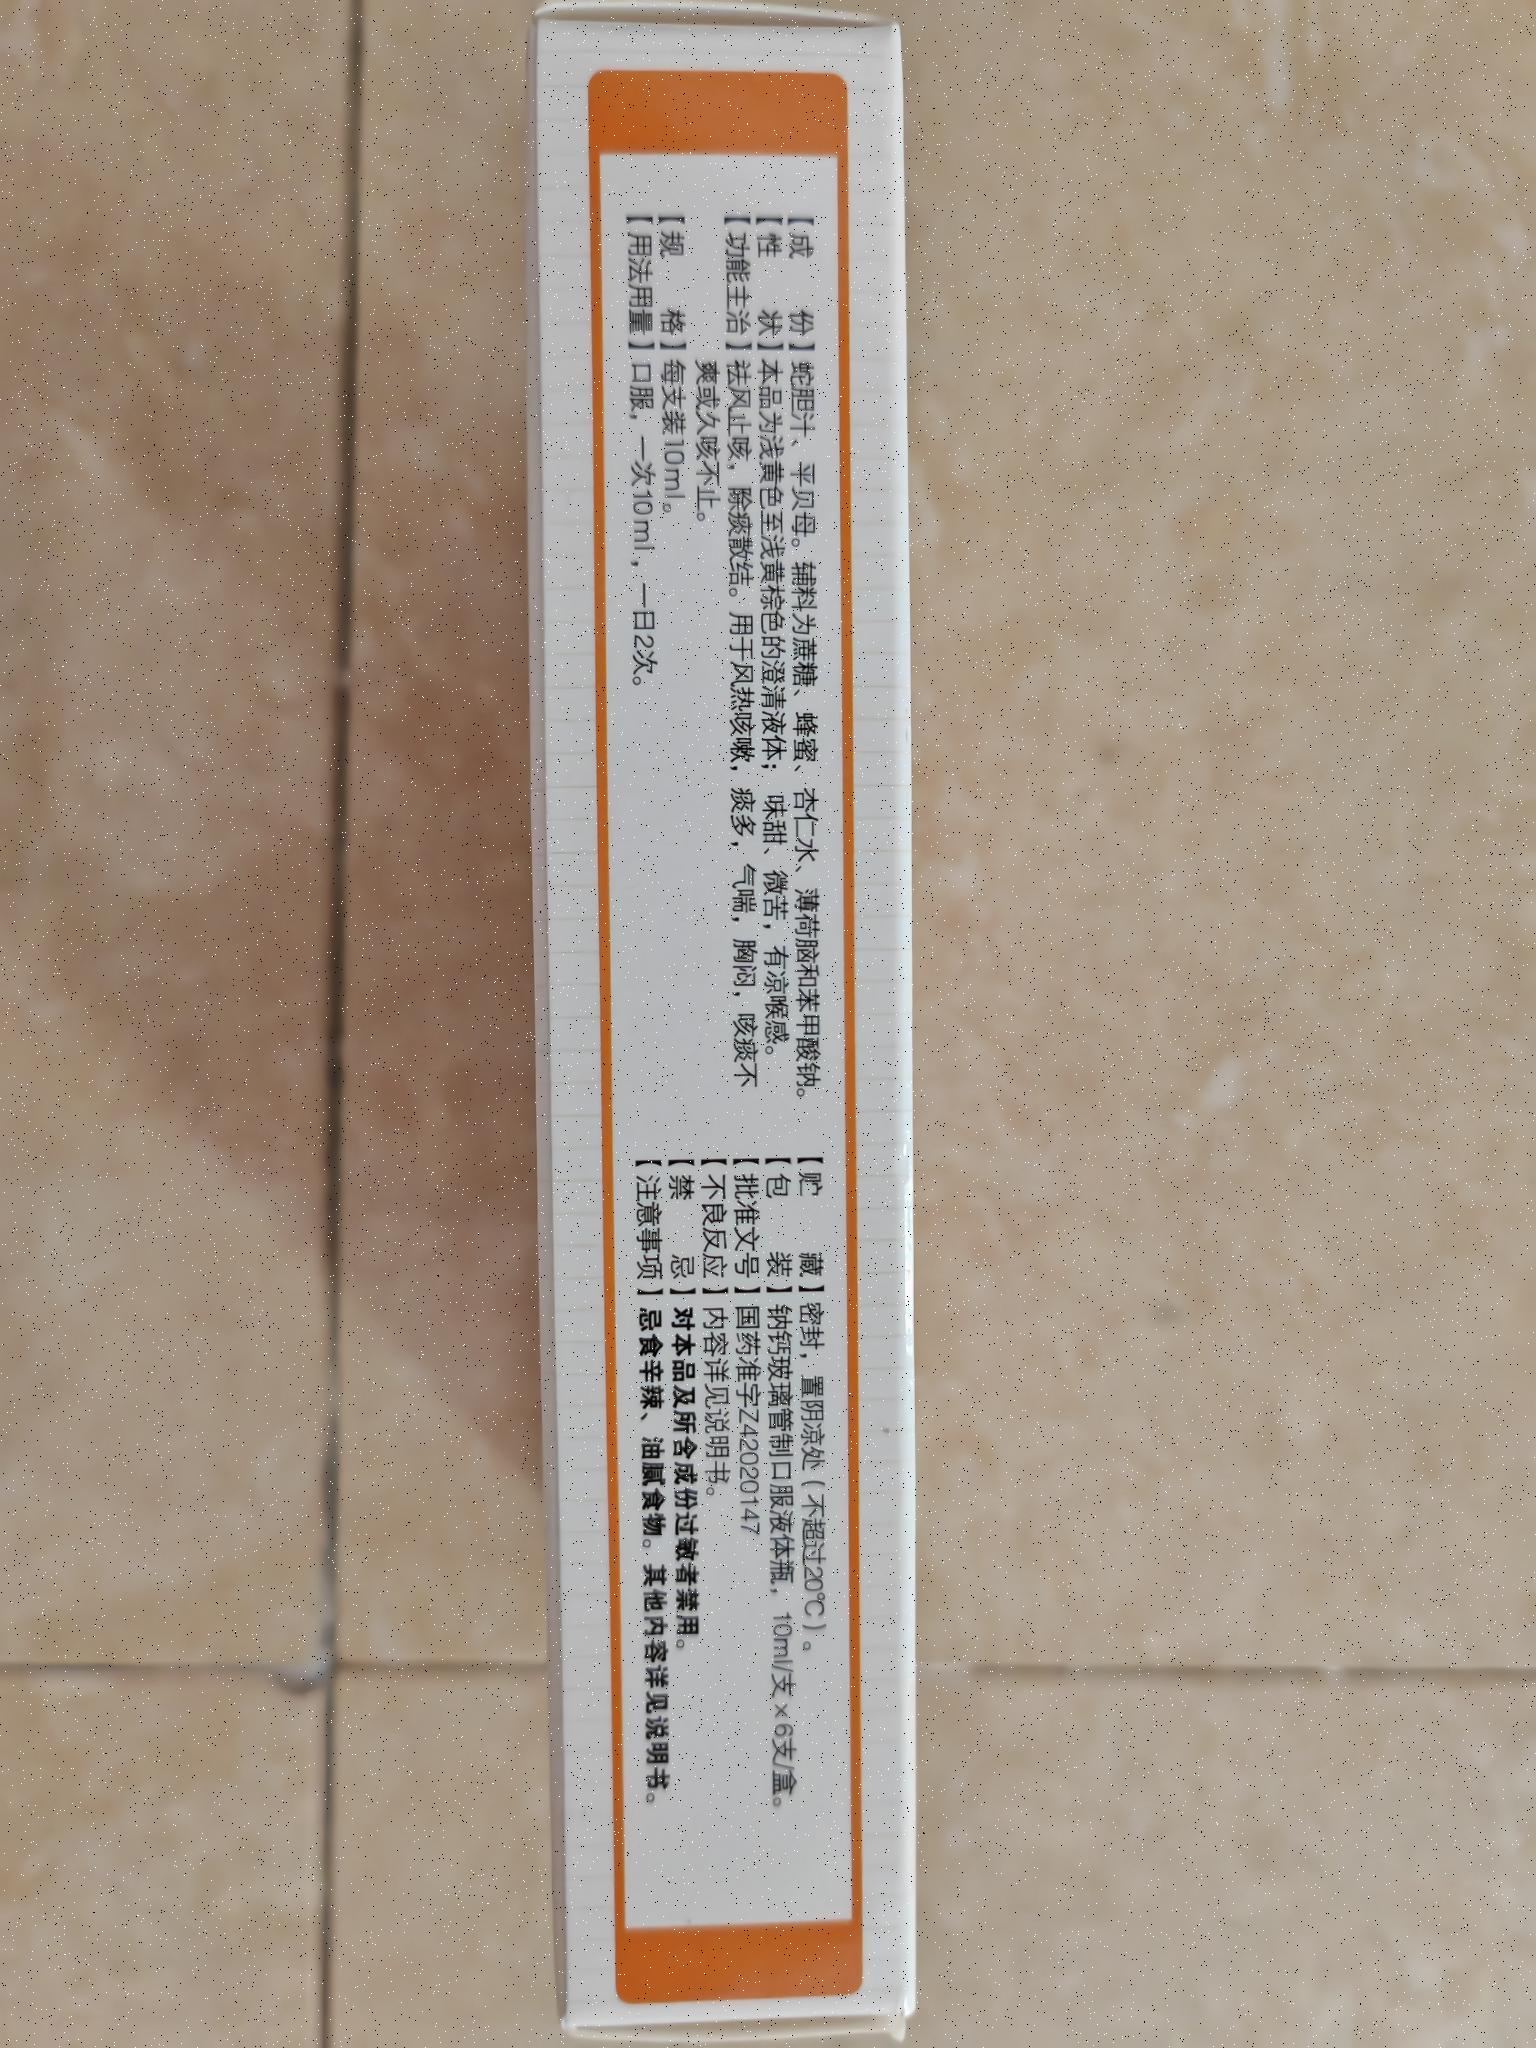 【成份】蛇胆汁、平贝母。辅料为蔗糖、蜂蜜、杏仁水、薄荷脑和苯甲酸钠。
【性状】本品为浅黄色至浅黄棕色的澄清液体；味甜、微苦，有凉喉感。
【功能主治】祛风止咳，除痰散结。用于风热咳嗽，痰多，气喘，胸闷，咳痰不
爽或久咳不止。
【规格】每支装10ml。
【用法用量】口服，一次10ml，一日2次。
【贮藏】密封，置阴凉处（不超过20℃）。
【包装】钠钙玻璃管制口服液体瓶，10ml/支×6支/盒。
【批准文号】国药准字Z42020147
【不良反应】内容详见说明书。
【禁忌】对本品及所含成份过敏者禁用。
【注意事项】忌食辛辣、油腻食物。其他内容详见说明书。